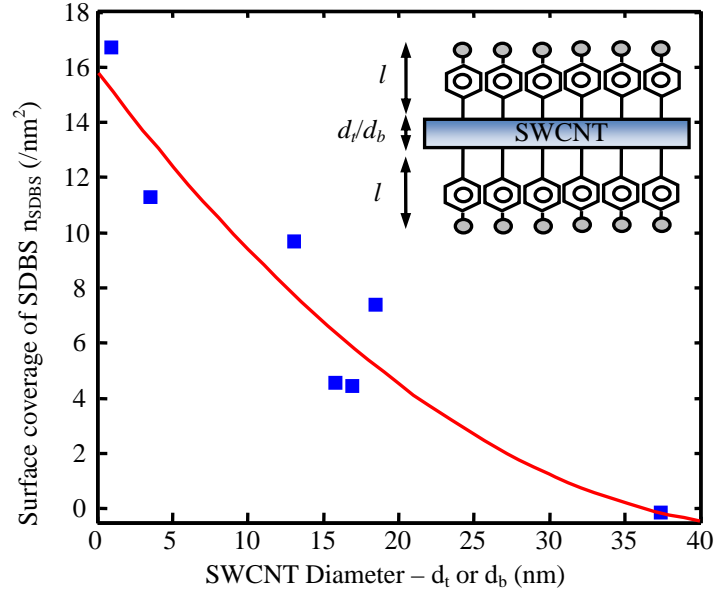 18
16
14
12
10
8
6
4
2
0
0 5 10 15 20 25 30 35 40
Surface coverage of SDBS n_SDBS (/nm²)
SWCNT Diameter – d_t or d_b (nm)
l
d_t/d_b
SWCNT
l